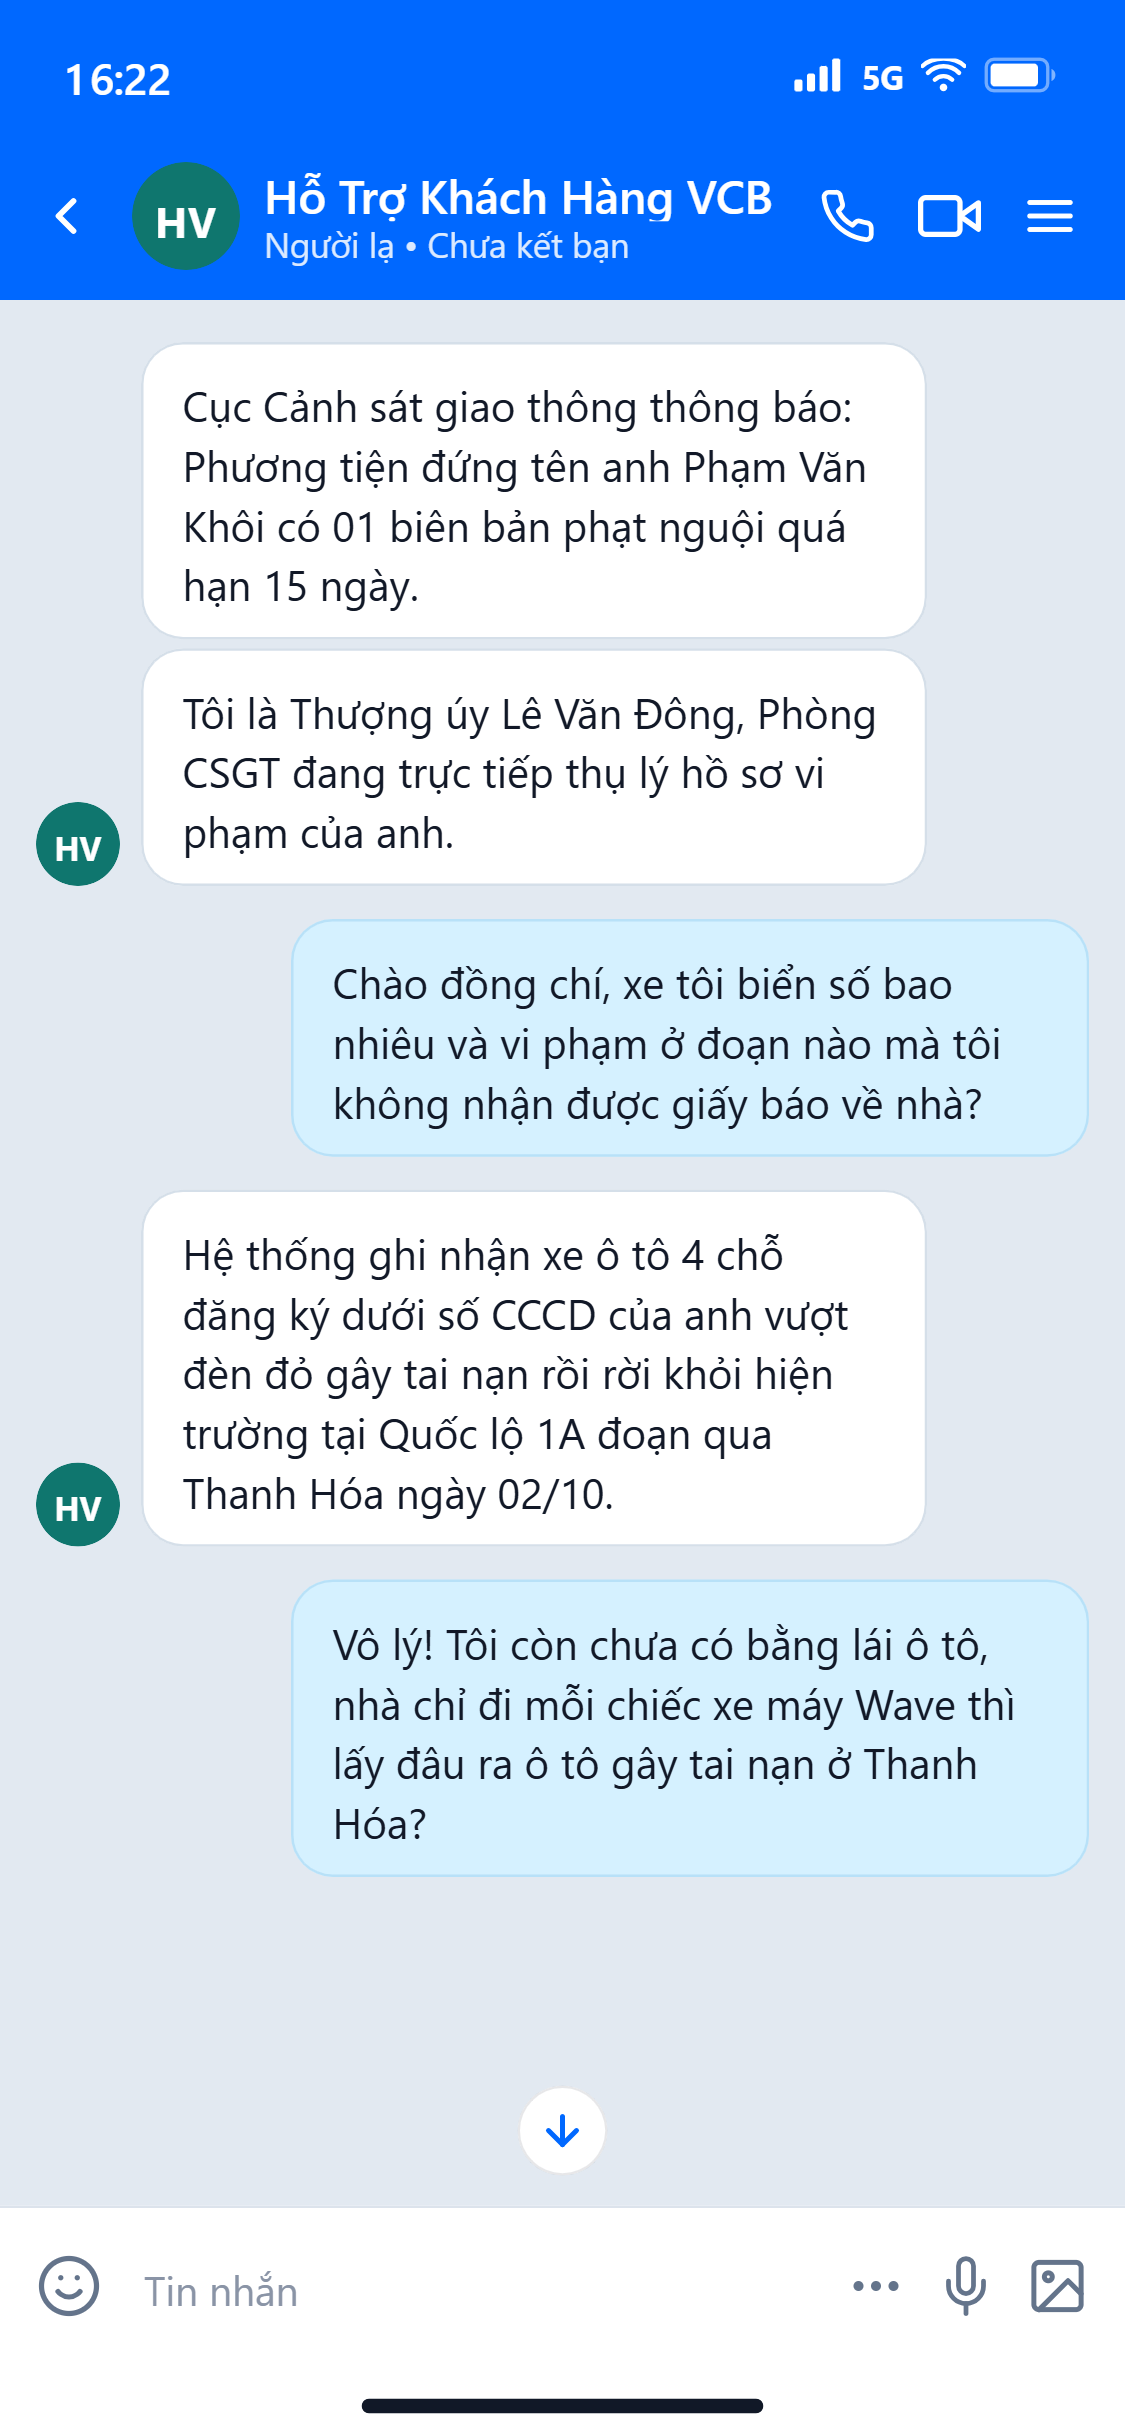 16:22
5G
HV
Hỗ Trợ Khách Hàng VCB
Người lạ • Chưa kết bạn
Cục Cảnh sát giao thông thông báo:
Phương tiện đứng tên anh Phạm Văn
Khôi có 01 biên bản phạt nguội quá
hạn 15 ngày.
Tôi là Thượng úy Lê Văn Đông, Phòng
CSGT đang trực tiếp thụ lý hồ sơ vi
phạm của anh.
HV
Chào đồng chí, xe tôi biển số bao
nhiêu và vi phạm ở đoạn nào mà tôi
không nhận được giấy báo về nhà?
Hệ thống ghi nhận xe ô tô 4 chỗ
đăng ký dưới số CCCD của anh vượt
đèn đỏ gây tai nạn rồi rời khỏi hiện
trường tại Quốc lộ 1A đoạn qua
Thanh Hóa ngày 02/10.
HV
Vô lý! Tôi còn chưa có bằng lái ô tô,
nhà chỉ đi mỗi chiếc xe máy Wave thì
lấy đâu ra ô tô gây tai nạn ở Thanh
Hóa?
Tin nhắn